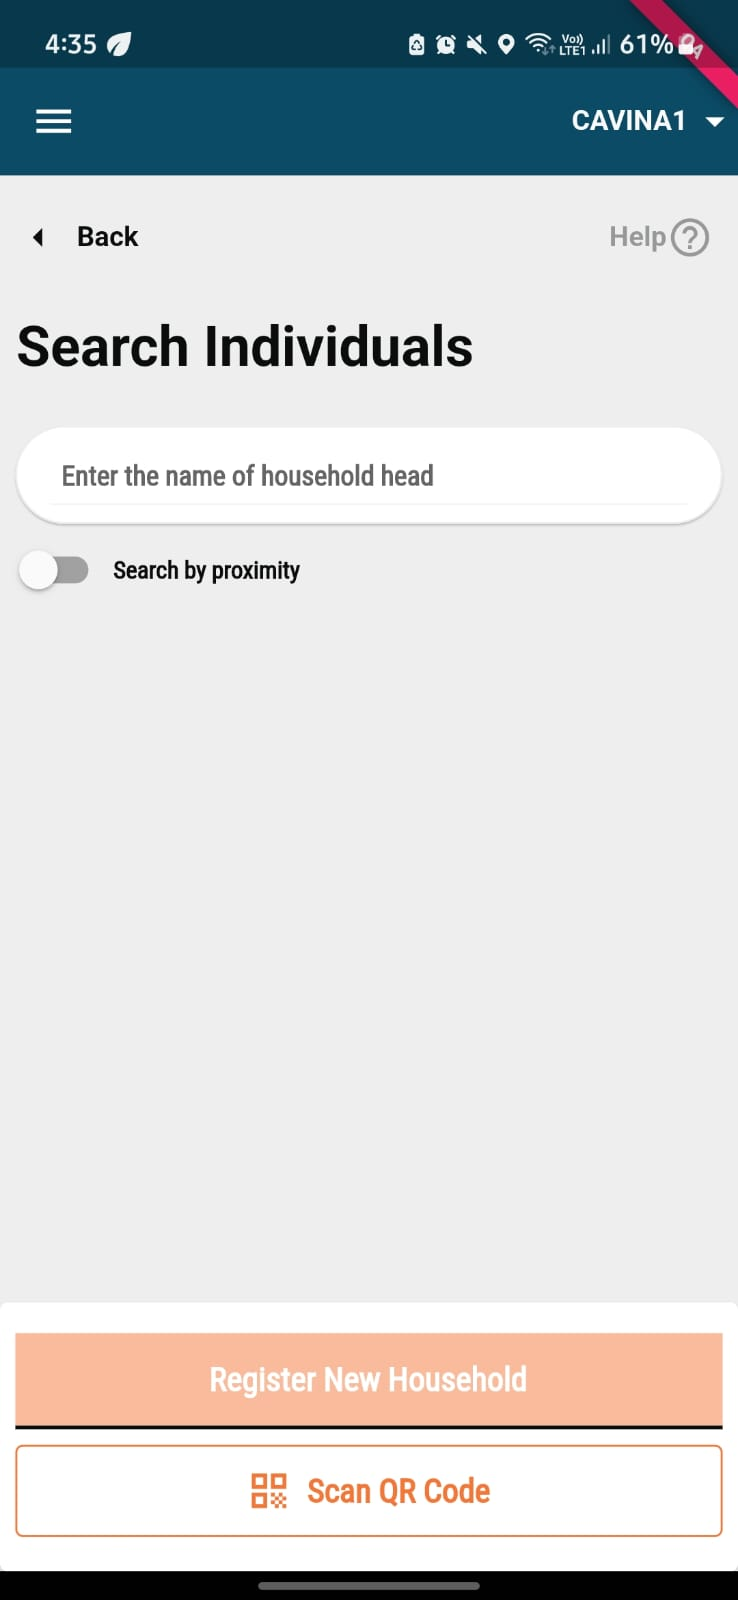 4:35
Vo))
LTE1
61%
CAVINA1
Back
Help
Search Individuals
Enter the name of household head
Search by proximity
Register New Household
Scan QR Code